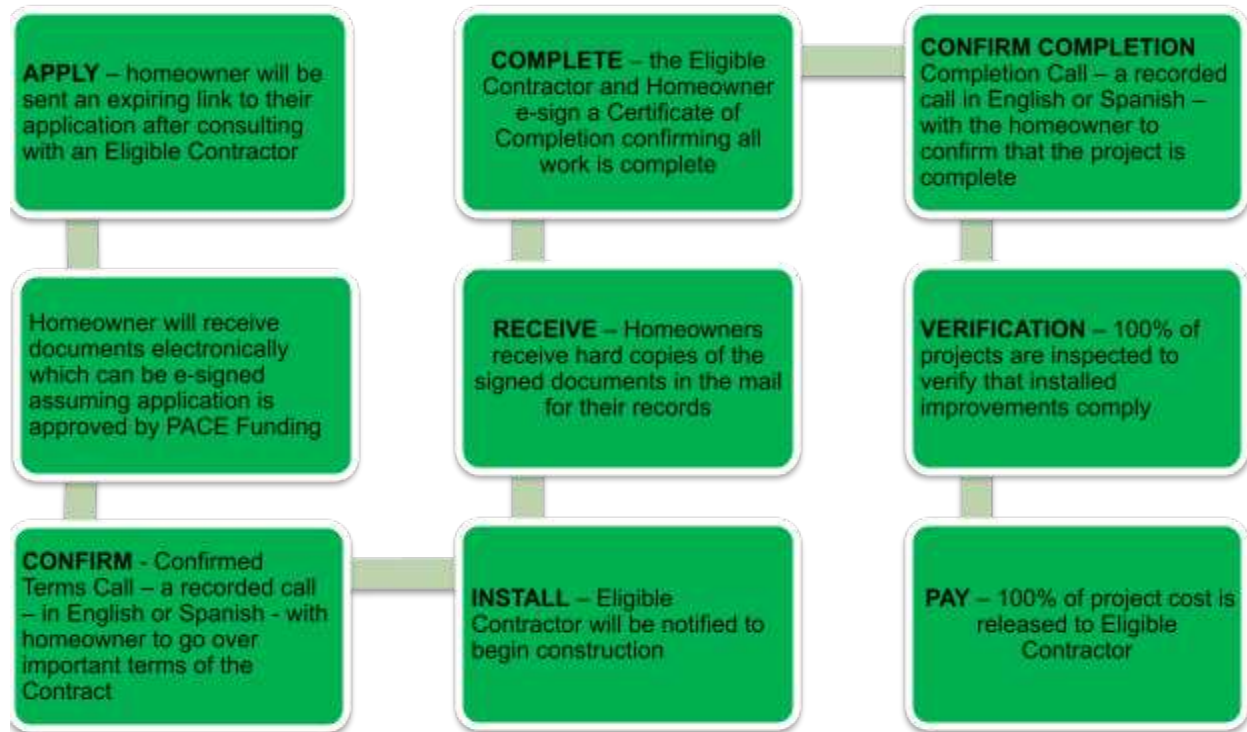 APPLY – homeowner will be
sent an expiring link to their
application after consulting
with an Eligible Contractor
Homeowner will receive
documents electronically
which can be e-signed
assuming application is
approved by PACE Funding
CONFIRM - Confirmed
Terms Call – a recorded call
– in English or Spanish - with
homeowner to go over
important terms of the
Contract
INSTALL – Eligible
Contractor will be notified to
begin construction
RECEIVE – Homeowners
receive hard copies of the
signed documents in the mail
for their records
COMPLETE – the Eligible
Contractor and Homeowner
e-sign a Certificate of
Completion confirming all
work is complete
CONFIRM COMPLETION
Completion Call – a recorded
call in English or Spanish –
with the homeowner to
confirm that the project is
complete
VERIFICATION – 100% of
projects are inspected to
verify that installed
improvements comply
PAY – 100% of project cost is
released to Eligible
Contractor